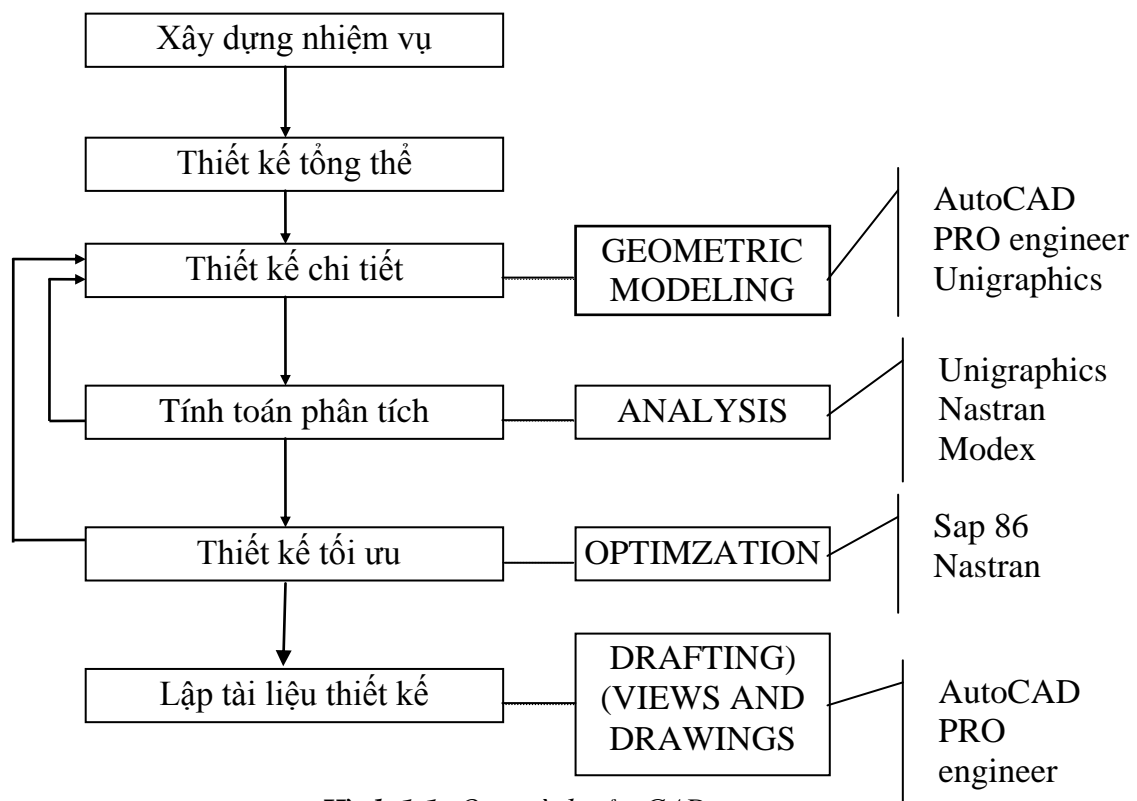 Xây dựng nhiệm vụ
Thiết kế tổng thể
Thiết kế chi tiết
GEOMETRIC
MODELING
AutoCAD
PRO engineer
Unigraphics
Tính toán phân tích
ANALYSIS
Unigraphics
Nastran
Modex
Thiết kế tối ưu
OPTIMZATION
Sap 86
Nastran
Lập tài liệu thiết kế
DRAFTING)
(VIEWS AND
DRAWINGS
AutoCAD
PRO
engineer